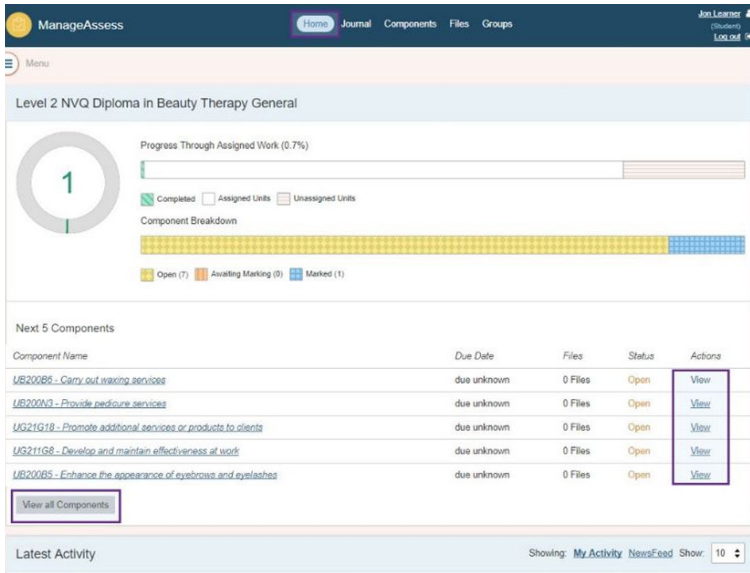 ManageAssess Home Journal Components Files Groups Jon Learner
(Student)
Log out
Menu
Level 2 NVQ Diploma in Beauty Therapy General
Progress Through Assigned Work (0.7%)
1
Completed Assigned Units Unassigned Units
Component Breakdown
Open (7) Awaiting Marking (0) Marked (1)
Next 5 Components
Component Name Due Date Files Status Actions
UB200B6 - Carry out waxing services due unknown 0 Files Open View
UB200N3 - Provide pedicure services due unknown 0 Files Open View
UG21G18 - Promote additional services or products to clients due unknown 0 Files Open View
UG211G8 - Develop and maintain effectiveness at work due unknown 0 Files Open View
UB200B5 - Enhance the appearance of eyebrows and eyelashes due unknown 0 Files Open View
View all Components
Latest Activity Showing: My Activity NewsFeed Show: 10